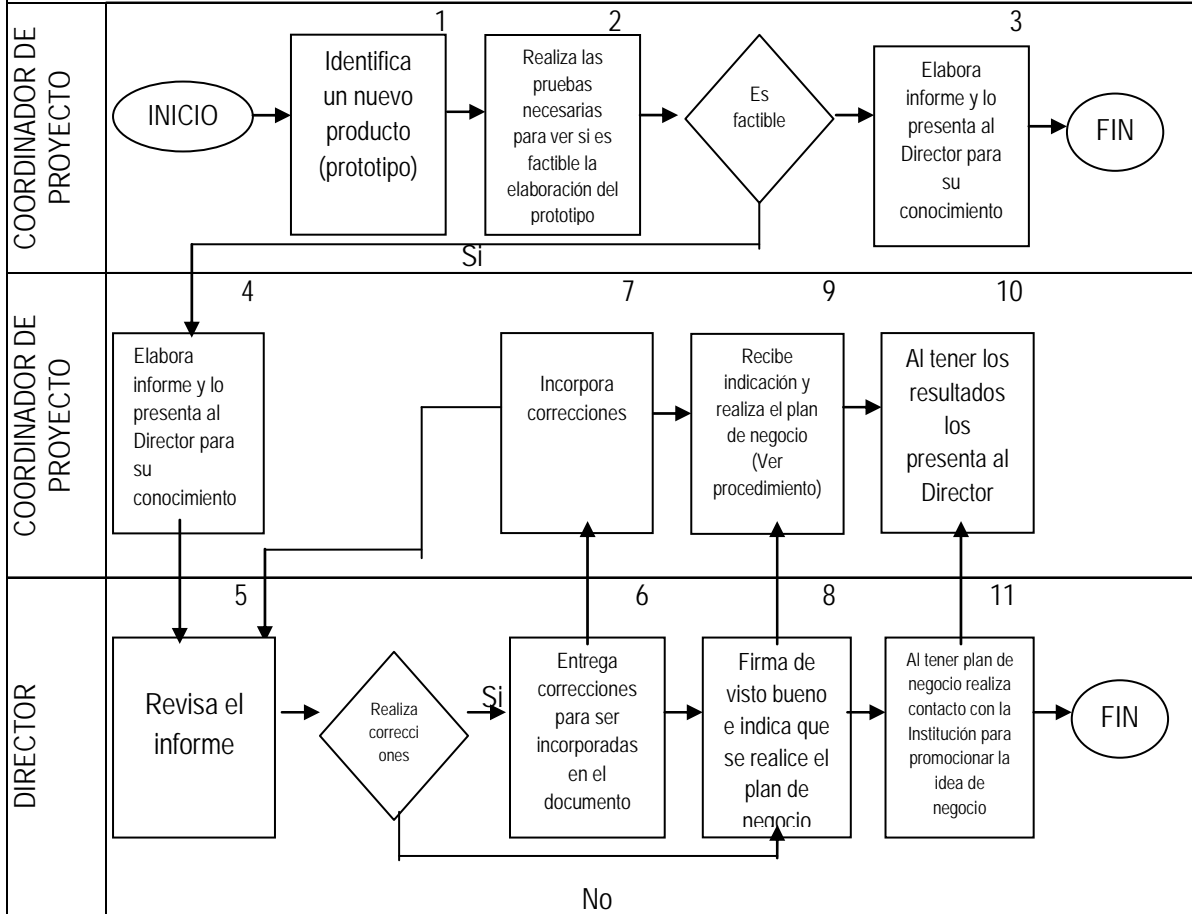 COORDINADOR DE
PROYECTO
INICIO
1
Identifica
un nuevo
producto
(prototipo)
2
Realiza las
pruebas
necesarias
para ver si es
factible la
elaboración del
prototipo
Es
factible
3
Elabora
informe y lo
presenta al
Director para
su
conocimiento
FIN
Si
COORDINADOR DE
PROYECTO
4
Elabora
informe y lo
presenta al
Director para
su
conocimiento
7
Incorpora
correcciones
9
Recibe
indicación y
realiza el plan
de negocio
(Ver
procedimiento)
10
Al tener los
resultados
los
presenta al
Director
DIRECTOR
5
Revisa el
informe
Realiza
correcci
ones
Si
6
Entrega
correcciones
para ser
incorporadas
en el
documento
8
Firma de
visto bueno
e indica que
se realice el
plan de
negocio
11
Al tener plan de
negocio realiza
contacto con la
Institución para
promocionar la
idea de
negocio
FIN
No